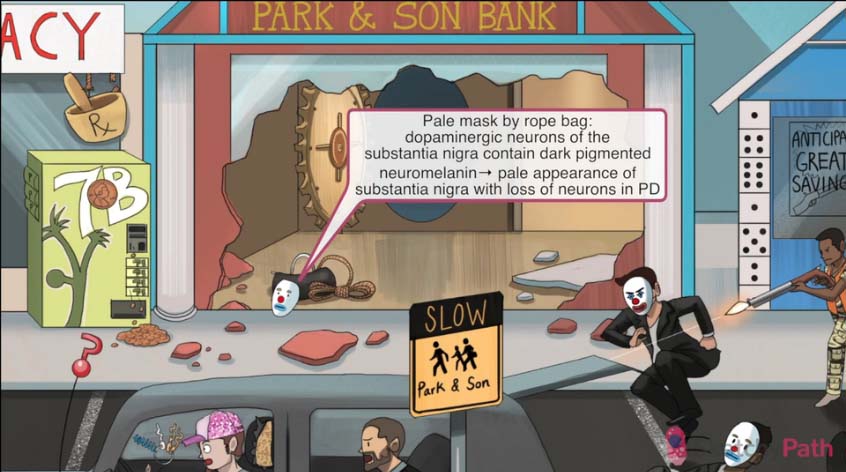 ACY
PARK & SON BANK
Rx
Pale mask by rope bag:
dopaminergic neurons of the
substantia nigra contain dark pigmented
neuromelanin→ pale appearance of
substantia nigra with loss of neurons in PD
7B
ANTICIPA
GREAT
SAVING
SLOW
Park & Son
?
Path